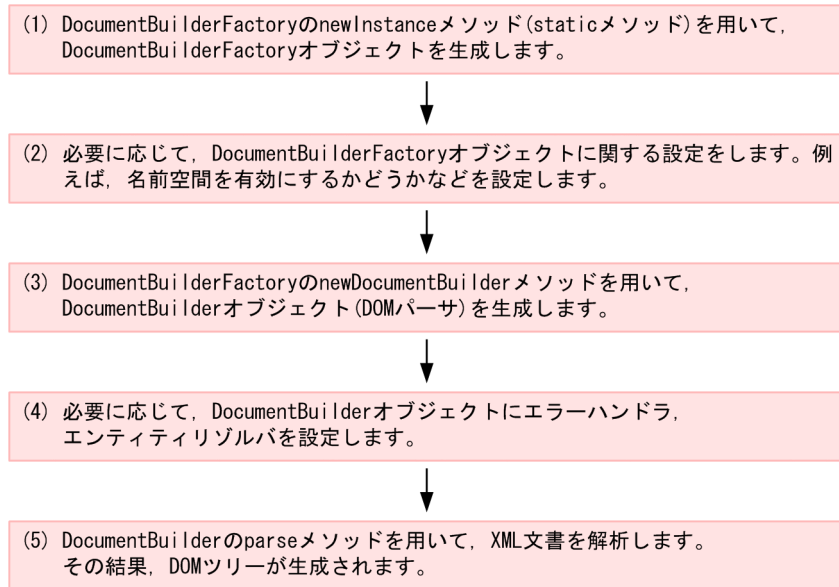 (1) DocumentBuilderFactoryのnewInstanceメソッド(staticメソッド)を用いて,
DocumentBuilderFactoryオブジェクトを生成します。
(2) 必要に応じて, DocumentBuilderFactoryオブジェクトに関する設定をします。例
えば, 名前空間を有効にするかどうかなどを設定します。
(3) DocumentBuilderFactoryのnewDocumentBuilderメソッドを用いて,
DocumentBuilderオブジェクト(DOMパーサ)を生成します。
(4) 必要に応じて, DocumentBuilderオブジェクトにエラーハンドラ,
エンティティリゾルバを設定します。
(5) DocumentBuilderのparseメソッドを用いて, XML文書を解析します。
その結果, DOMツリーが生成されます。